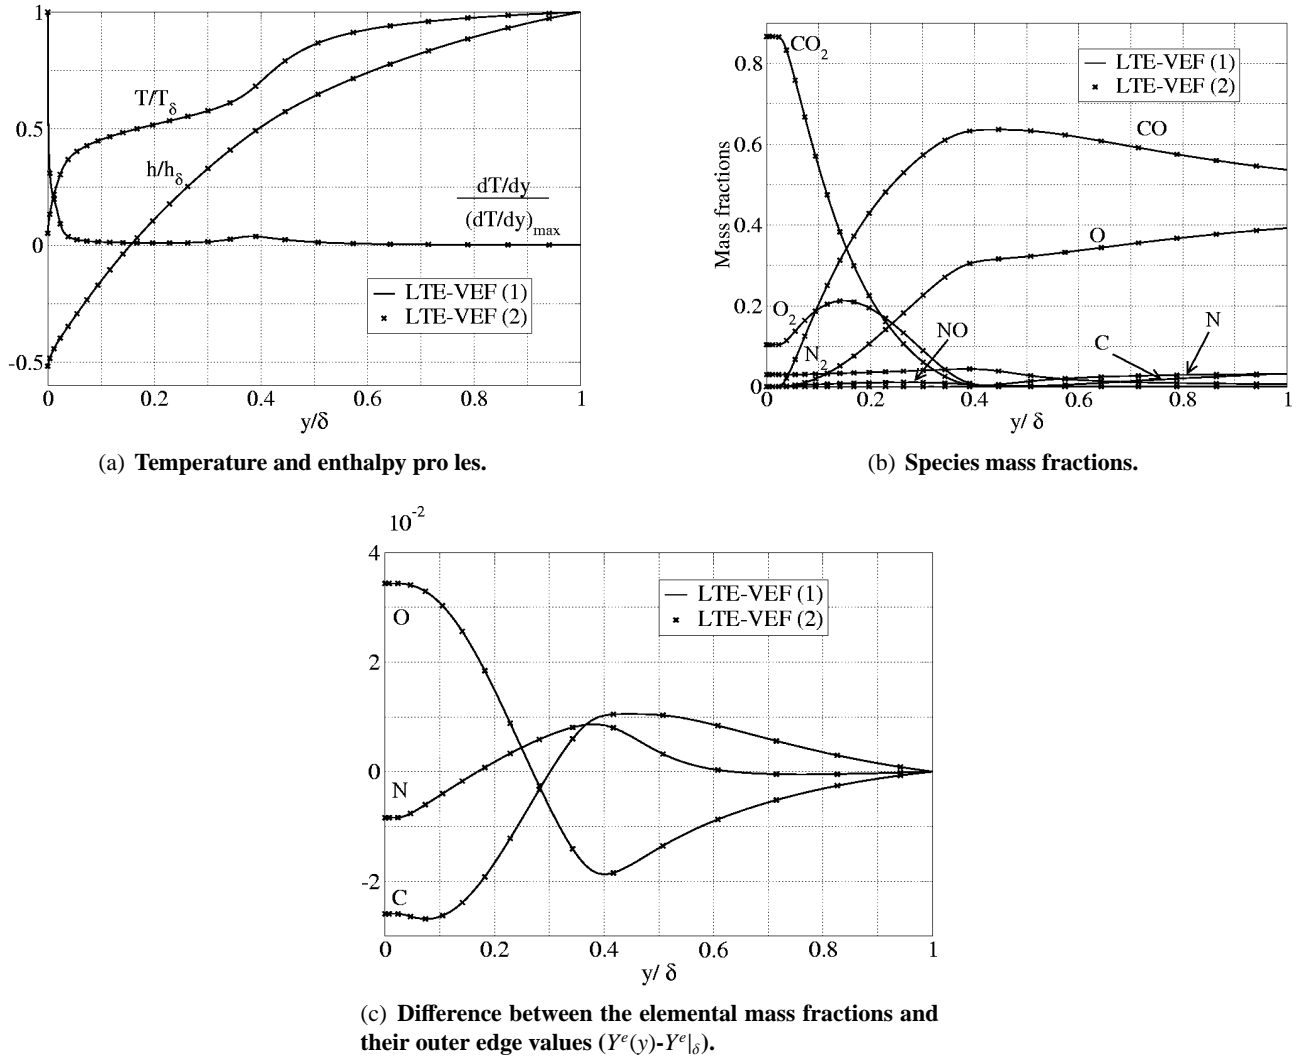 1
0.5
0
-0.5
T/T_δ
h/h_δ
dT/dy
(dT/dy)_max
LTE-VEF (1)
LTE-VEF (2)
0 0.2 0.4 0.6 0.8 1
y/δ
(a) Temperature and enthalpy pro les.
0.8
0.6
0.4
0.2
0
Mass fractions
CO_2
LTE-VEF (1)
LTE-VEF (2)
CO
O
O_2
N_2
NO
C
N
0 0.2 0.4 0.6 0.8 1
y/ δ
(b) Species mass fractions.
10^-2
4
2
0
-2
LTE-VEF (1)
LTE-VEF (2)
O
N
C
0 0.2 0.4 0.6 0.8 1
y/ δ
(c) Difference between the elemental mass fractions and
their outer edge values (Y^e(y)-Y^e|_δ).